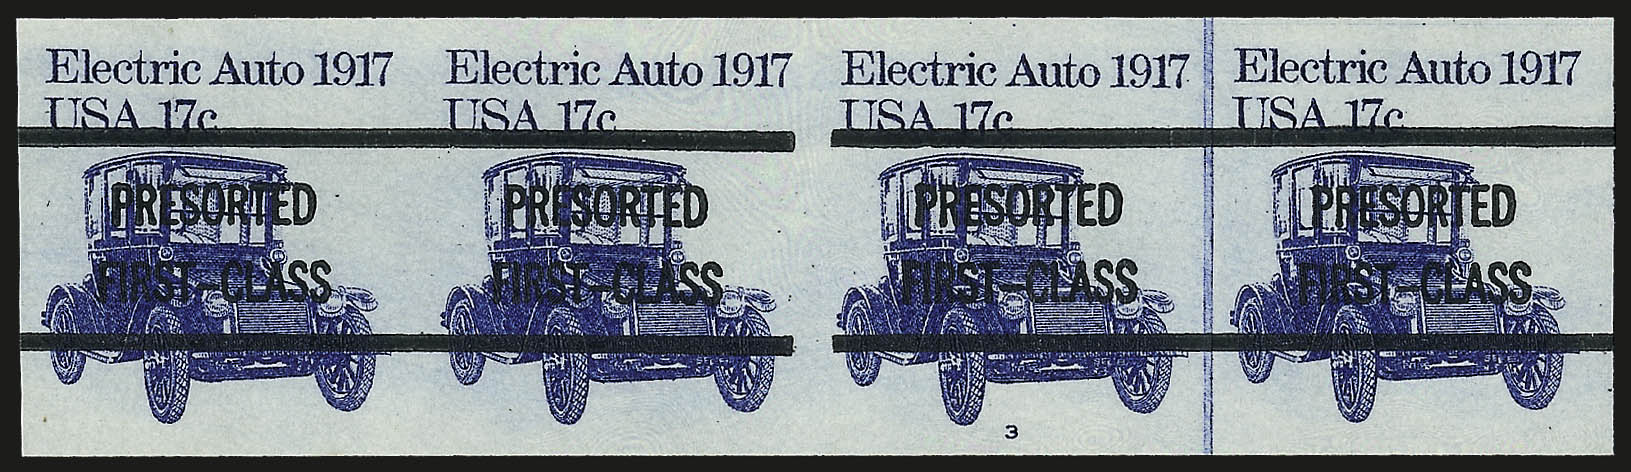 Electric Auto 1917 Electric Auto 1917 Electric Auto 1917 Electric Auto 1917
USA 17c USA 17c USA 17c USA 17c
PRESORTED PRESORTED PRESORTED PRESORTED
FIRST-CLASS FIRST-CLASS FIRST-CLASS FIRST-CLASS
3